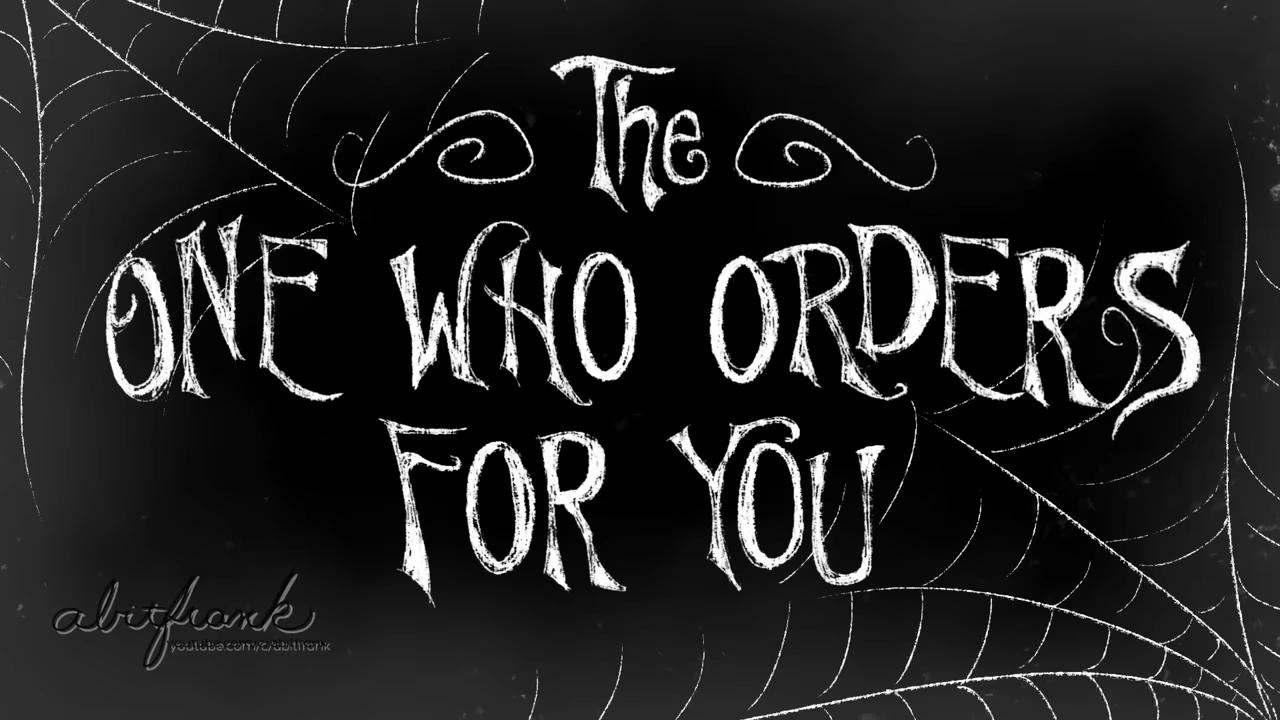 The
ONE WHO ORDERS
FOR YOU
abitfrank
youtube.com/c/abitfrank